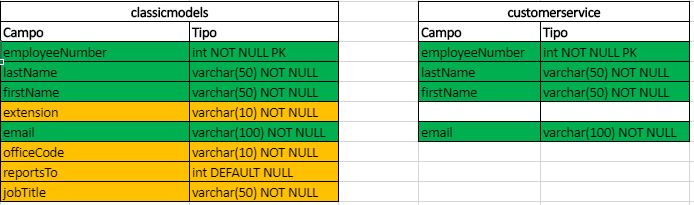 classicmodels customerservice
Campo Tipo Campo Tipo
employeeNumber int NOT NULL PK employeeNumber int NOT NULL PK
lastName varchar(50) NOT NULL lastName varchar(50) NOT NULL
firstName varchar(50) NOT NULL firstName varchar(50) NOT NULL
extension varchar(10) NOT NULL
email varchar(100) NOT NULL email varchar(100) NOT NULL
officeCode varchar(10) NOT NULL
reportsTo int DEFAULT NULL
jobTitle varchar(50) NOT NULL